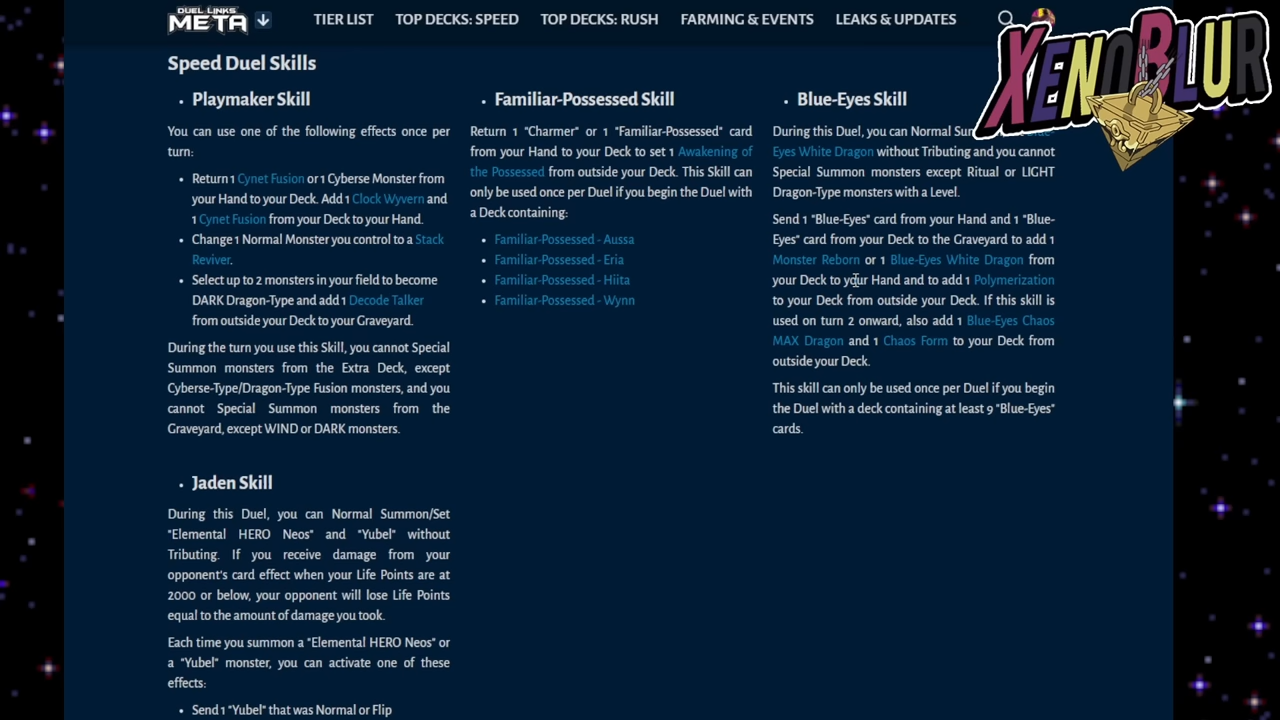 DUEL LINKS
META
TIER LIST
TOP DECKS: SPEED
TOP DECKS: RUSH
FARMING & EVENTS
LEAKS & UPDATES
XENOBLUR
Speed Duel Skills
• Playmaker Skill
You can use one of the following effects once per
turn:
• Return 1 Cynet Fusion or 1 Cyberse Monster from
your Hand to your Deck. Add 1 Clock Wyvern and
1 Cynet Fusion from your Deck to your Hand.
• Change 1 Normal Monster you control to a Stack
Reviver.
• Select up to 2 monsters in your field to become
DARK Dragon-Type and add 1 Decode Talker
from outside your Deck to your Graveyard.
During the turn you use this Skill, you cannot Special
Summon monsters from the Extra Deck, except
Cyberse-Type/Dragon-Type Fusion monsters, and you
cannot Special Summon monsters from the
Graveyard, except WIND or DARK monsters.
• Familiar-Possessed Skill
Return 1 "Charmer" or 1 "Familiar-Possessed" card
from your Hand to your Deck to set 1 Awakening of
the Possessed from outside your Deck. This Skill can
only be used once per Duel if you begin the Duel with
a Deck containing:
• Familiar-Possessed - Aussa
• Familiar-Possessed - Eria
• Familiar-Possessed - Hiita
• Familiar-Possessed - Wynn
• Blue-Eyes Skill
During this Duel, you can Normal Sum
Eyes White Dragon without Tributing and you cannot
Special Summon monsters except Ritual or LIGHT
Dragon-Type monsters with a Level.
Send 1 "Blue-Eyes" card from your Hand and 1 "Blue-
Eyes" card from your Deck to the Graveyard to add 1
Monster Reborn or 1 Blue-Eyes White Dragon from
your Deck to your Hand and to add 1 Polymerization
to your Deck from outside your Deck. If this skill is
used on turn 2 onward, also add 1 Blue-Eyes Chaos
MAX Dragon and 1 Chaos Form to your Deck from
outside your Deck.
This skill can only be used once per Duel if you begin
the Duel with a deck containing at least 9 "Blue-Eyes"
cards.
• Jaden Skill
During this Duel, you can Normal Summon/Set
"Elemental HERO Neos" and "Yubel" without
Tributing. If you receive damage from your
opponent's card effect when your Life Points are at
2000 or below, your opponent will lose Life Points
equal to the amount of damage you took.
Each time you summon a "Elemental HERO Neos" or
a "Yubel" monster, you can activate one of these
effects:
• Send 1 "Yubel" that was Normal or Flip